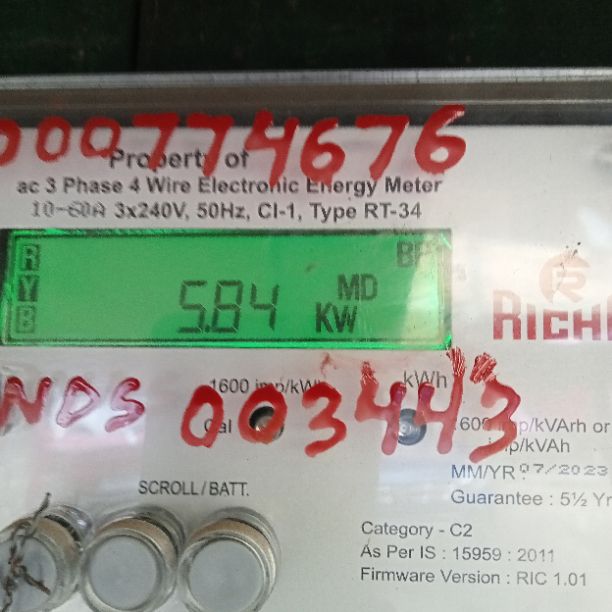 000774676
Property of
ac 3 Phase 4 Wire Electronic Energy Meter
10-60A 3x240V, 50Hz, Cl-1, Type RT-34
R
Y
B
BP
MD
5.84 KW
RICH
1600 imp/kWh
kWh
NDS 003443
Cal
imp/kVArh or
imp/kVAh
MM/YR : 07/2023
SCROLL/BATT.
Guarantee : 5½ Yr
Category - C2
As Per IS : 15959 : 2011
Firmware Version : RIC 1.01